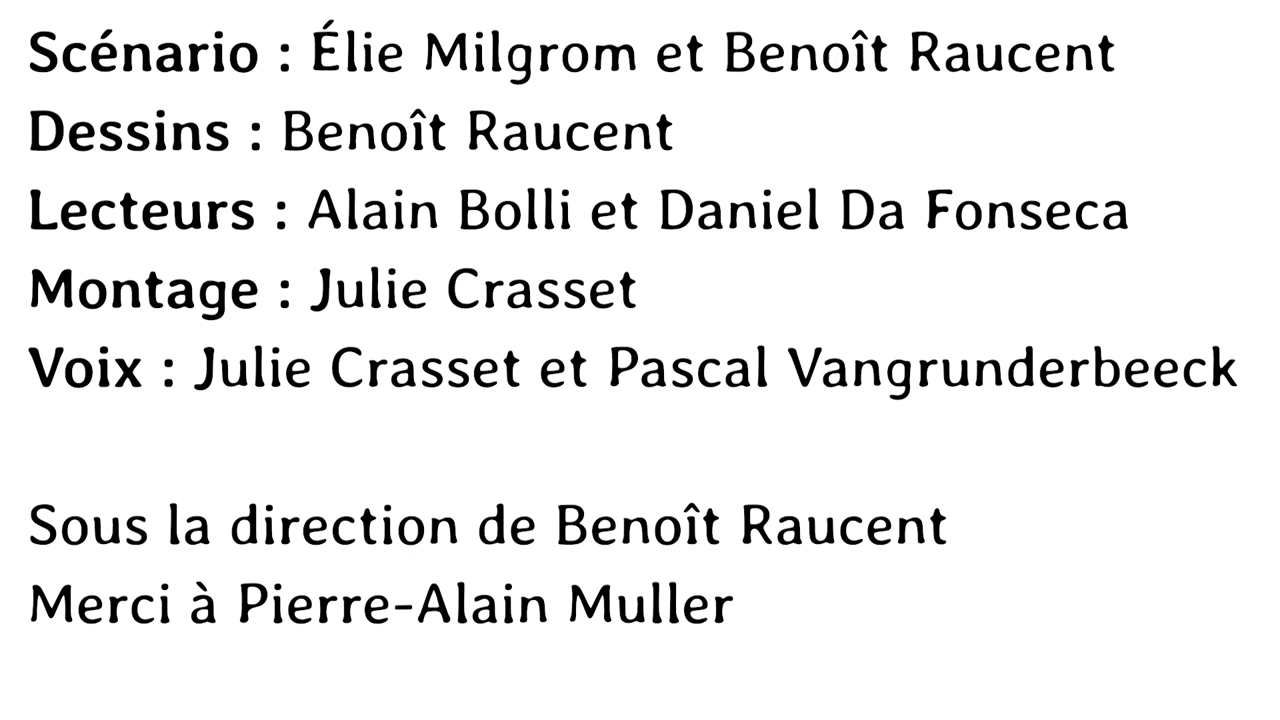 Scénario : Élie Milgrom et Benoît Raucent
Dessins : Benoît Raucent
Lecteurs : Alain Bolli et Daniel Da Fonseca
Montage : Julie Crasset
Voix : Julie Crasset et Pascal Vangrunderbeeck
Sous la direction de Benoît Raucent
Merci à Pierre-Alain Muller